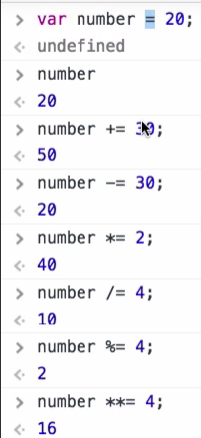 > var number = 20;
<· undefined
> number
<· 20
> number += 30;
<· 50
> number -= 30;
<· 20
> number *= 2;
<· 40
> number /= 4;
<· 10
> number %= 4;
<· 2
> number **= 4;
<· 16